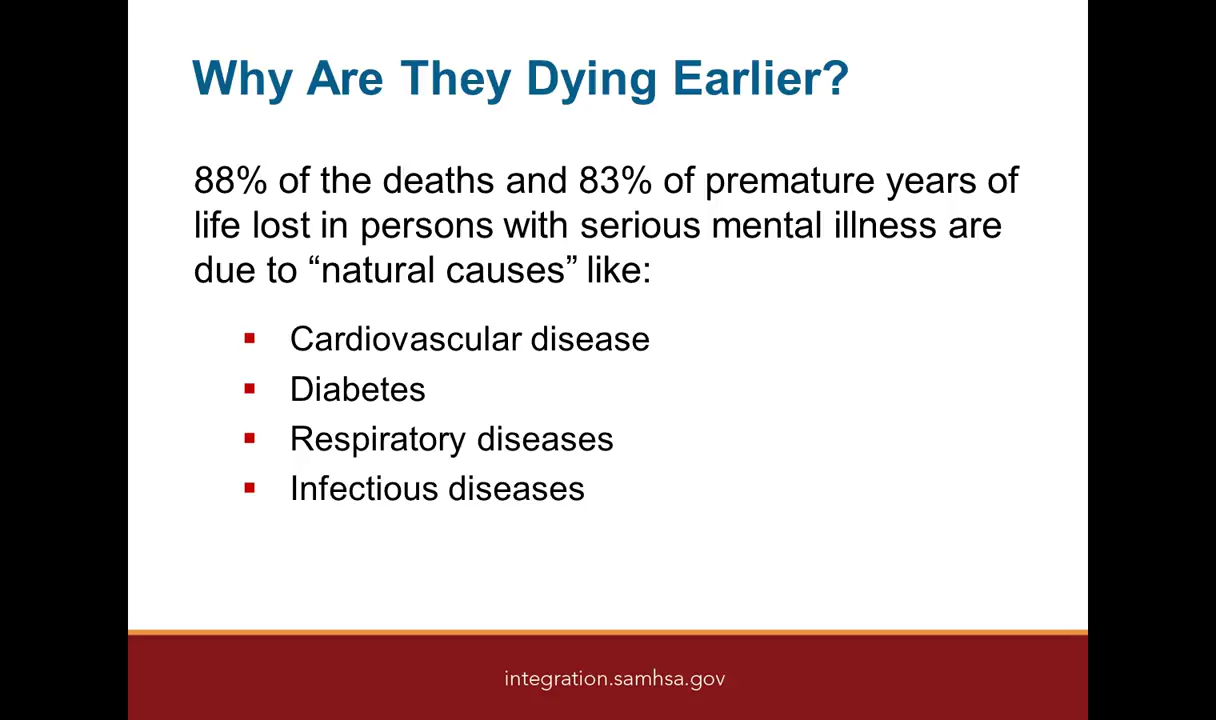 Why Are They Dying Earlier?
88% of the deaths and 83% of premature years of
life lost in persons with serious mental illness are
due to “natural causes” like:
▪ Cardiovascular disease
▪ Diabetes
▪ Respiratory diseases
▪ Infectious diseases
integration.samhsa.gov